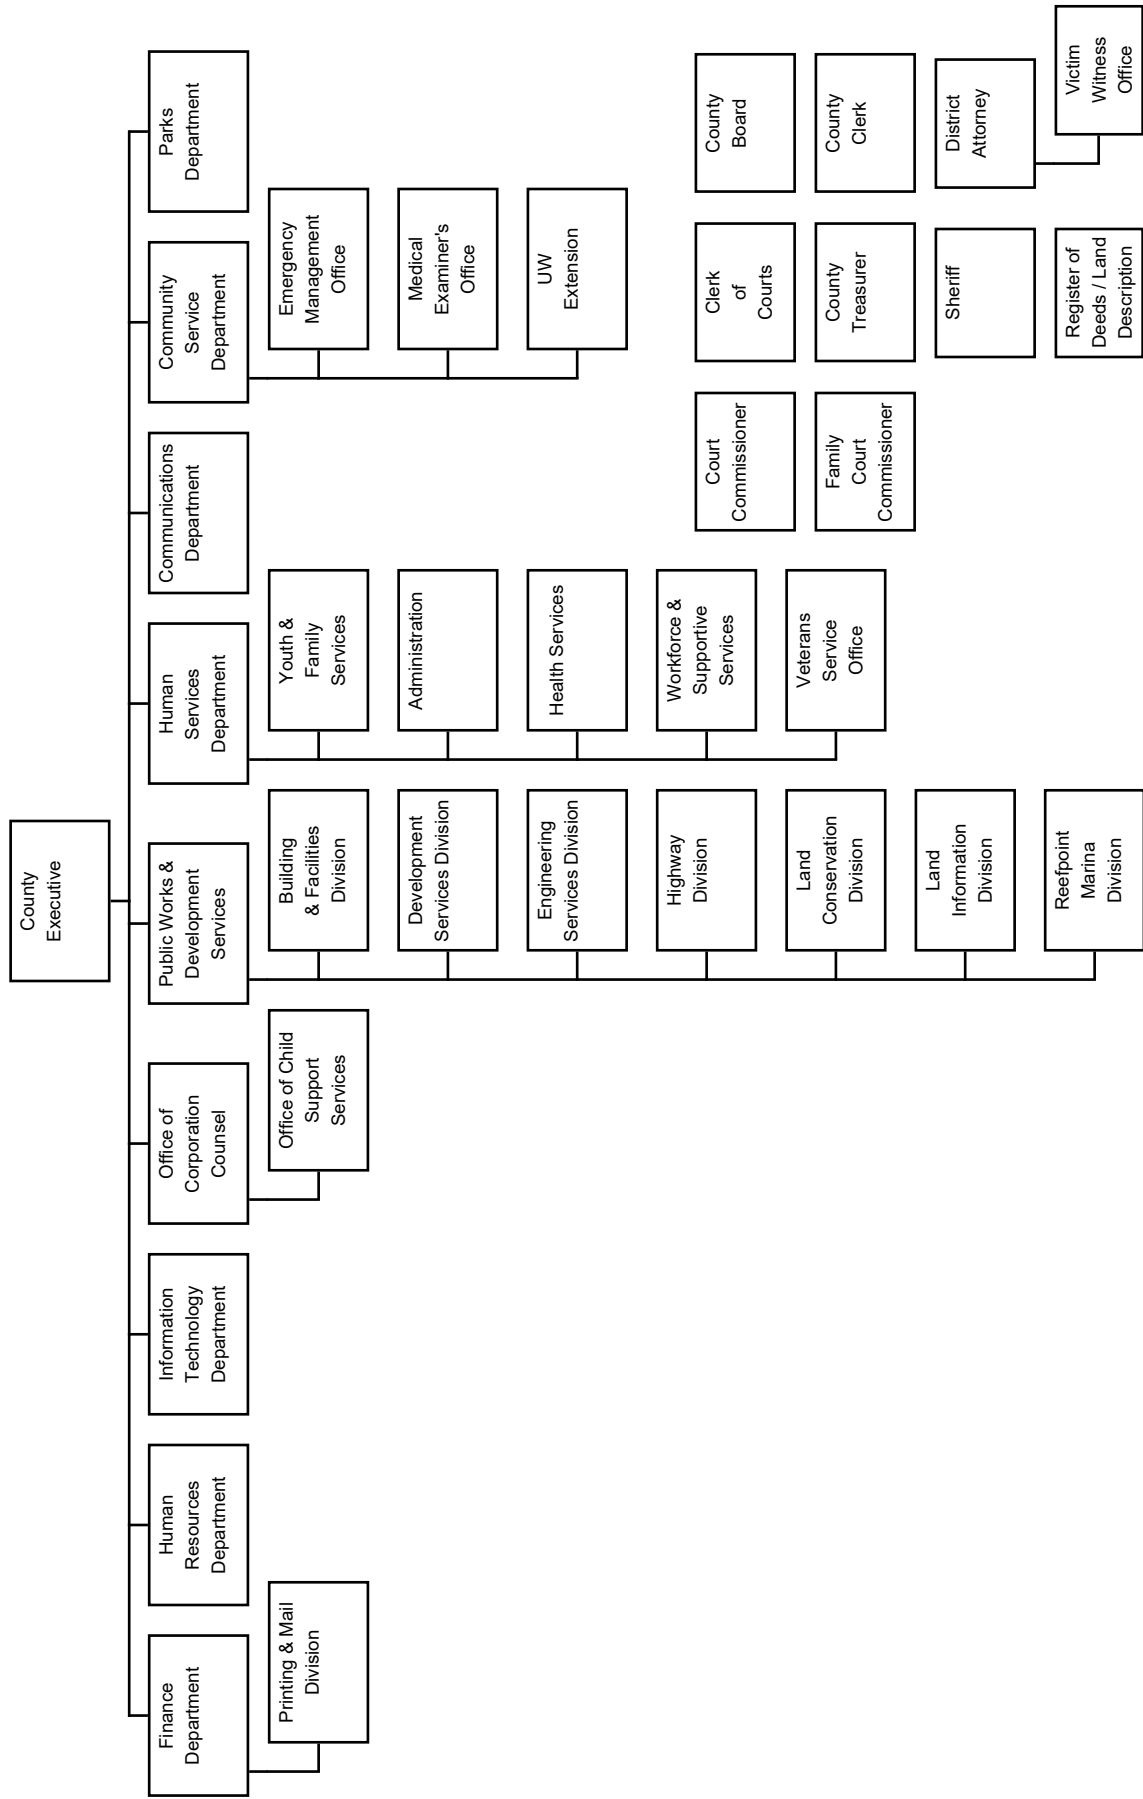 County
Executive
Finance
Department
Human
Resources
Department
Information
Technology
Department
Office of
Corporation
Counsel
Public Works &
Development
Services
Human
Services
Department
Communications
Department
Community
Service
Department
Parks
Department
Printing & Mail
Division
Office of Child
Support
Services
Building
& Facilities
Division
Development
Services Division
Engineering
Services Division
Highway
Division
Land
Conservation
Division
Land
Information
Division
Reefpoint
Marina
Division
Youth &
Family
Services
Administration
Health Services
Workforce &
Supportive
Services
Veterans
Service
Office
Emergency
Management
Office
Medical
Examiner's
Office
UW
Extension
Court
Commissioner
Clerk
of
Courts
County
Board
Family
Court
Commissioner
County
Treasurer
County
Clerk
Sheriff
District
Attorney
Register of
Deeds / Land
Description
Victim
Witness
Office